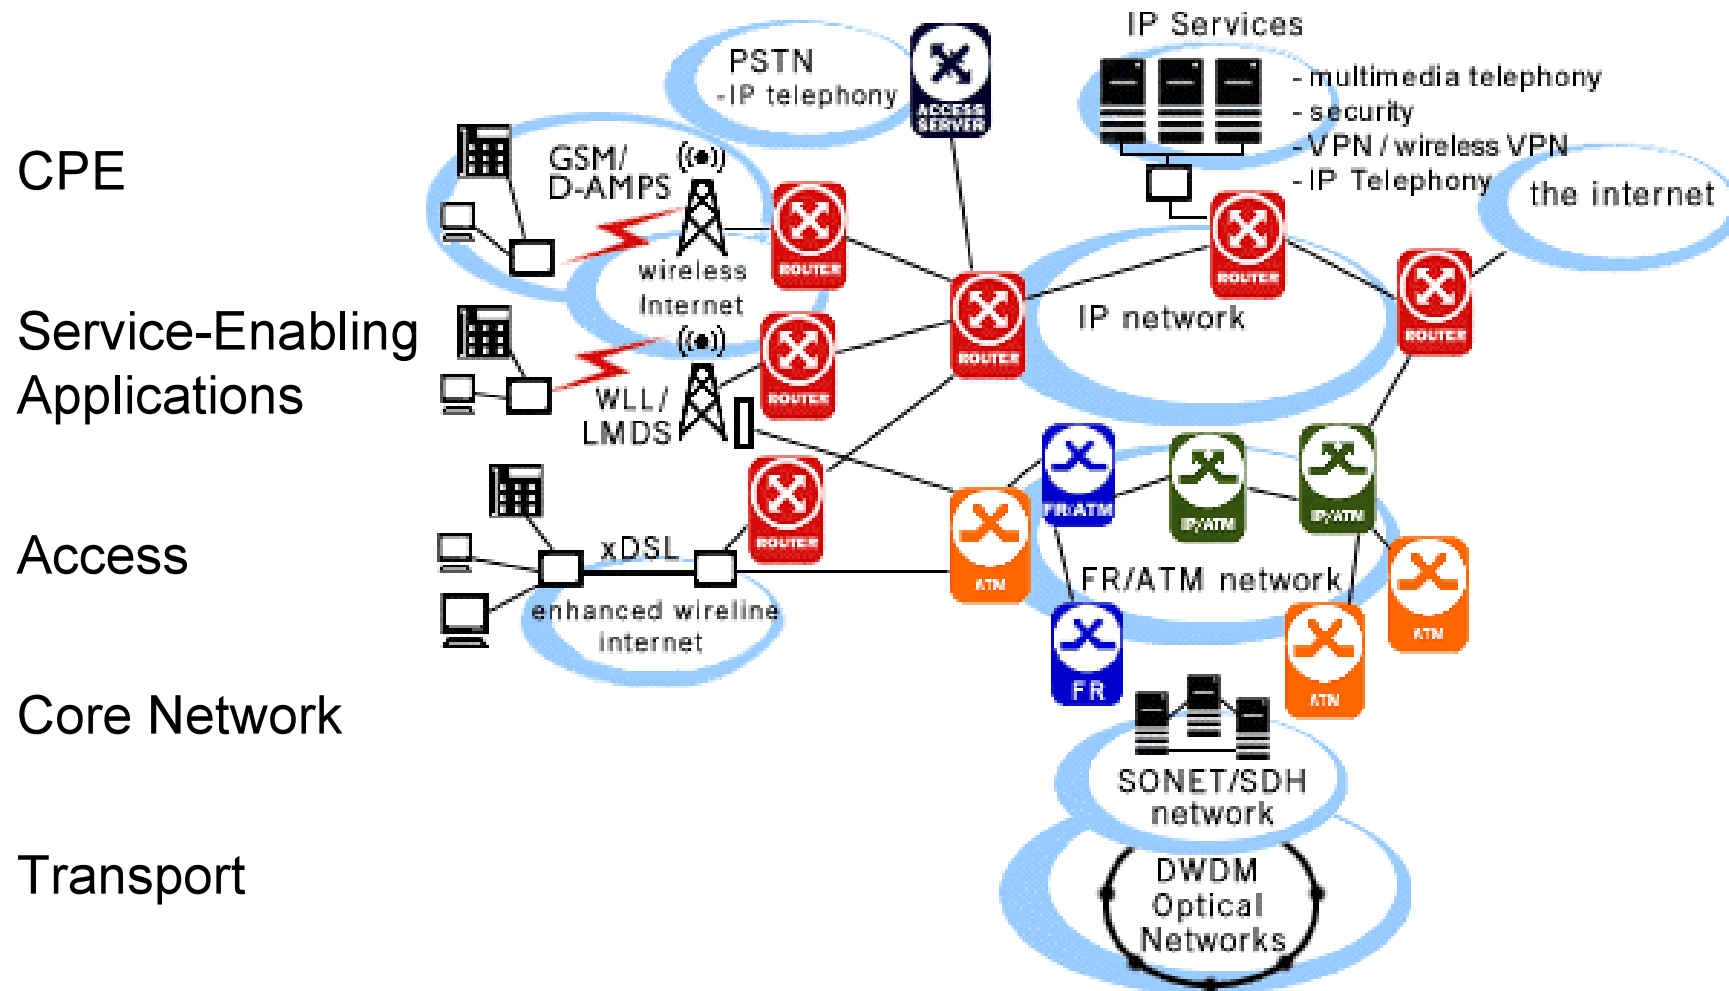 CPE
Service-Enabling
Applications
Access
Core Network
Transport
PSTN
-IP telephony
ACCESS
SERVER
IP Services
- multimedia telephony
- security
- VPN / wireless VPN
- IP Telephony
the internet
GSM/
D-AMPS
ROUTER
wireless
Internet
ROUTER
WLL/
LMDS
ROUTER
ROUTER
IP network
ROUTER
ROUTER
xDSL
ROUTER
enhanced wireline
internet
ATM
FR/ATM
IP/ATM
IP/ATM
FR/ATM network
ATM
FR
ATM
SONET/SDH
network
DWDM
Optical
Networks